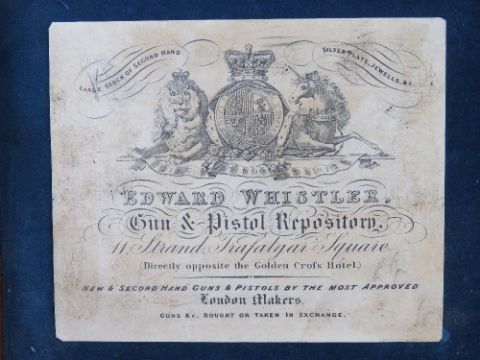 LARGE STOCK OF SECOND HAND
SILVER PLATE, JEWELLS, &c.
EDWARD WHISTLER,
Gun & Pistol Repository,
11, Strand, Trafalgar Square
(Directly opposite the Golden Crofs Hotel.)
NEW & SECOND HAND GUNS & PISTOLS BY THE MOST APPROVED
London Makers.
GUNS &c. BOUGHT OR TAKEN IN EXCHANGE.